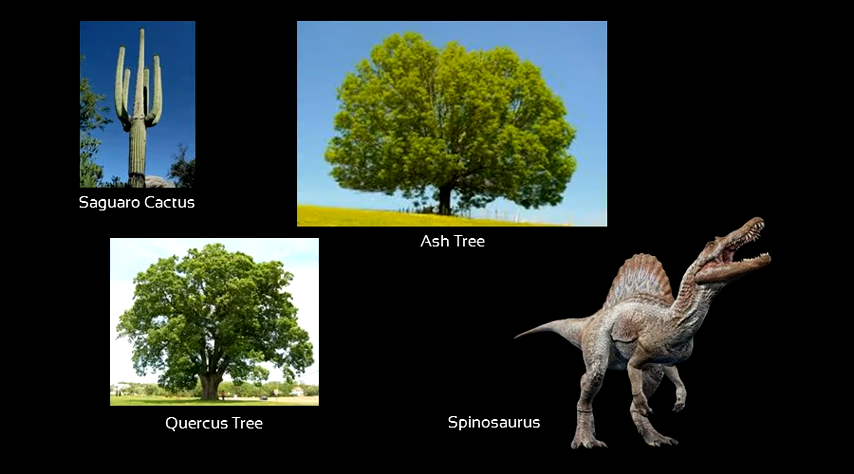 Saguaro Cactus
Ash Tree
Quercus Tree
Spinosaurus